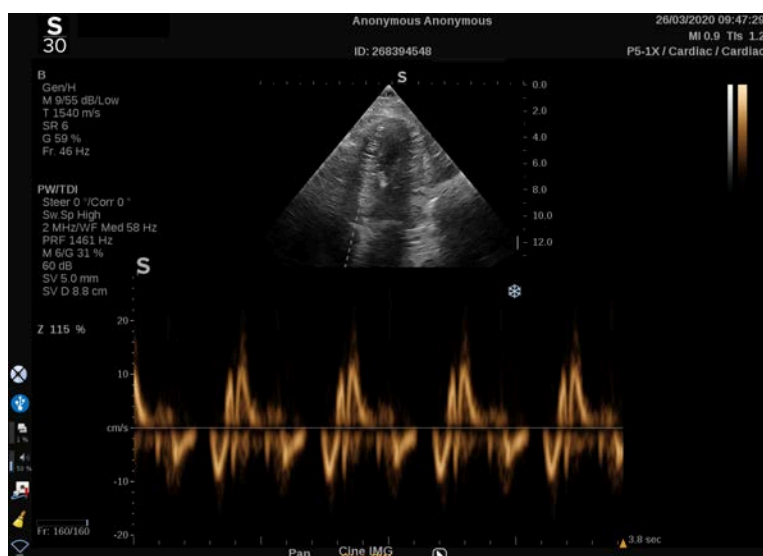 S
30
Anonymous Anonymous
26/03/2020 09:47:29
ID: 268394548
MI 0.9 TIs 1.2
P5-1X / Cardiac / Cardiac
B
Gen/H
M 9/55 dB/Low
T 1540 m/s
SR 6
G 59 %
Fr. 46 Hz
S
0.0
2.0
4.0
6.0
8.0
10.0
12.0
PW/TDI
Steer 0 °/Corr 0 °
Sw.Sp High
2 MHz/WF Med 58 Hz
PRF 1461 Hz
M 6/G 31 %
60 dB
SV 5.0 mm
SV D 8.8 cm
Z 115 %
S
20
10
cm/s
-10
-20
1 %
Fr: 160/160
3.8 sec
Pan
Cine IMG